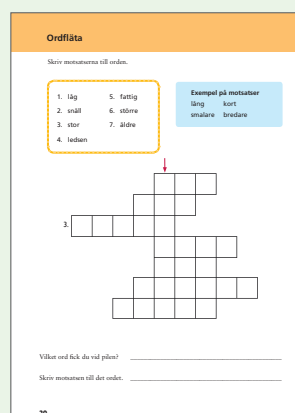 Ordfläta
Skriv motsatserna till orden.
1. låg 5. fattig
2. snäll 6. större
3. stor 7. äldre
4. ledsen
Exempel på motsatser
lång kort
smalare bredare
3.
Vilket ord fick du vid pilen?
Skriv motsatsen till det ordet.